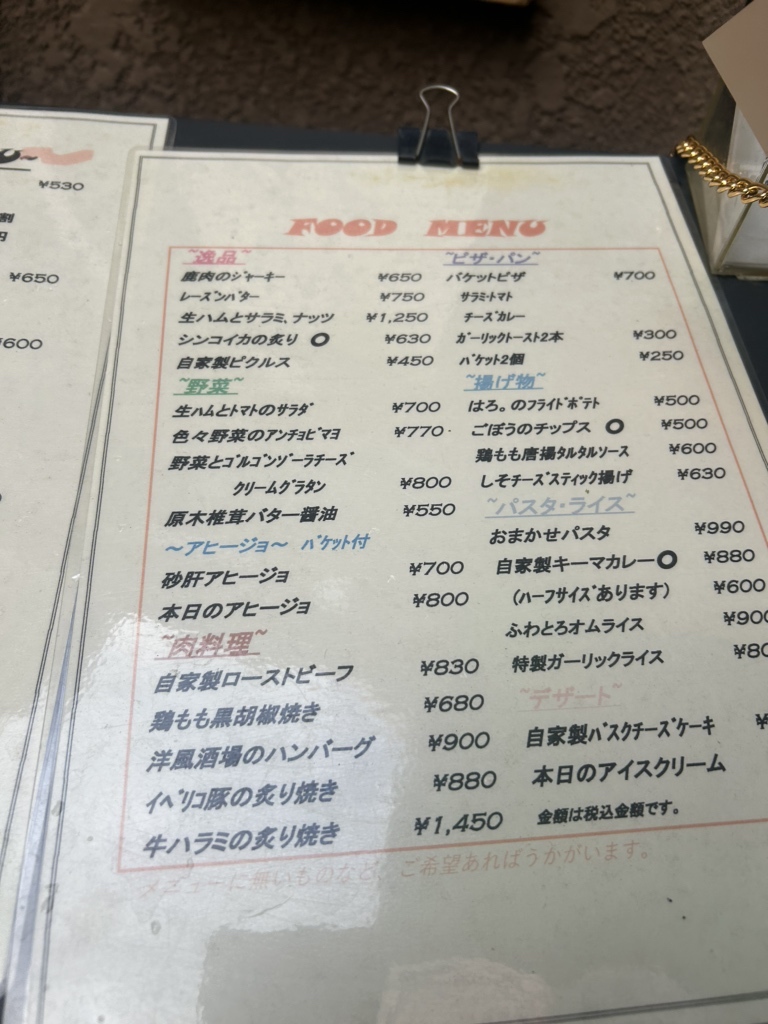 ¥530
割
円
¥650
¥600
FOOD MENU
~逸品~
鹿肉のジャーキー ¥650
レーズンバター ¥750
生ハムとサラミ、ナッツ ¥1,250
シンコイカの炙り 〇 ¥630
自家製ピクルス ¥450
~野菜~
生ハムとトマトのサラダ ¥700
色々野菜のアンチョビマヨ ¥770
野菜とゴルゴンゾーラチーズ
クリームグラタン ¥800
原木椎茸バター醤油 ¥550
~アヒージョ~ バケット付
砂肝アヒージョ ¥700
本日のアヒージョ ¥800
~肉料理~
自家製ローストビーフ ¥830
鶏もも黒胡椒焼き ¥680
洋風酒場のハンバーグ ¥900
イベリコ豚の炙り焼き ¥880
牛ハラミの炙り焼き ¥1,450
~ピザ・パン~
バケットピザ ¥700
サラミトマト
チーズカレー
ガーリックトースト2本 ¥300
バケット2個 ¥250
~揚げ物~
はろ。のフライドポテト ¥500
ごぼうのチップス 〇 ¥500
鶏もも唐揚タルタルソース ¥600
しそチーズスティック揚げ ¥630
~パスタ・ライス~
おまかせパスタ ¥990
自家製キーマカレー〇 ¥880
(ハーフサイズあります) ¥600
ふわとろオムライス ¥900
特製ガーリックライス ¥80
~デザート~
自家製バスクチーズケーキ ¥
本日のアイスクリーム
金額は税込金額です。
メニューに無いものなど、ご希望あればうかがいます。